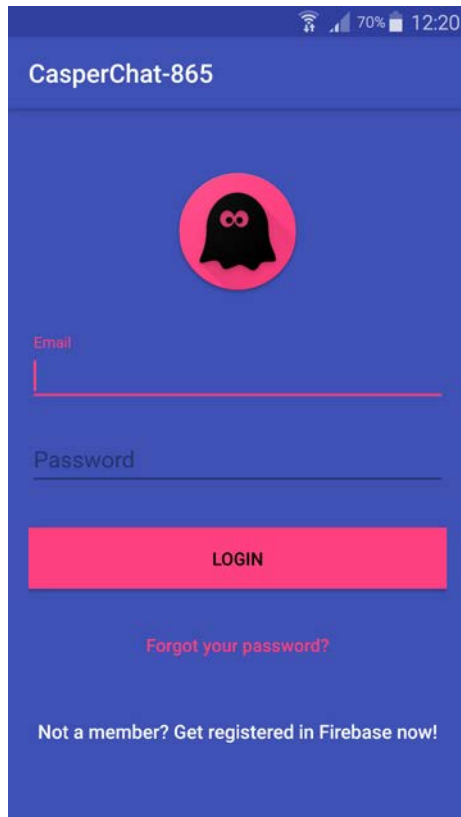 70% 12:20
CasperChat-865
Email
Password
LOGIN
Forgot your password?
Not a member? Get registered in Firebase now!